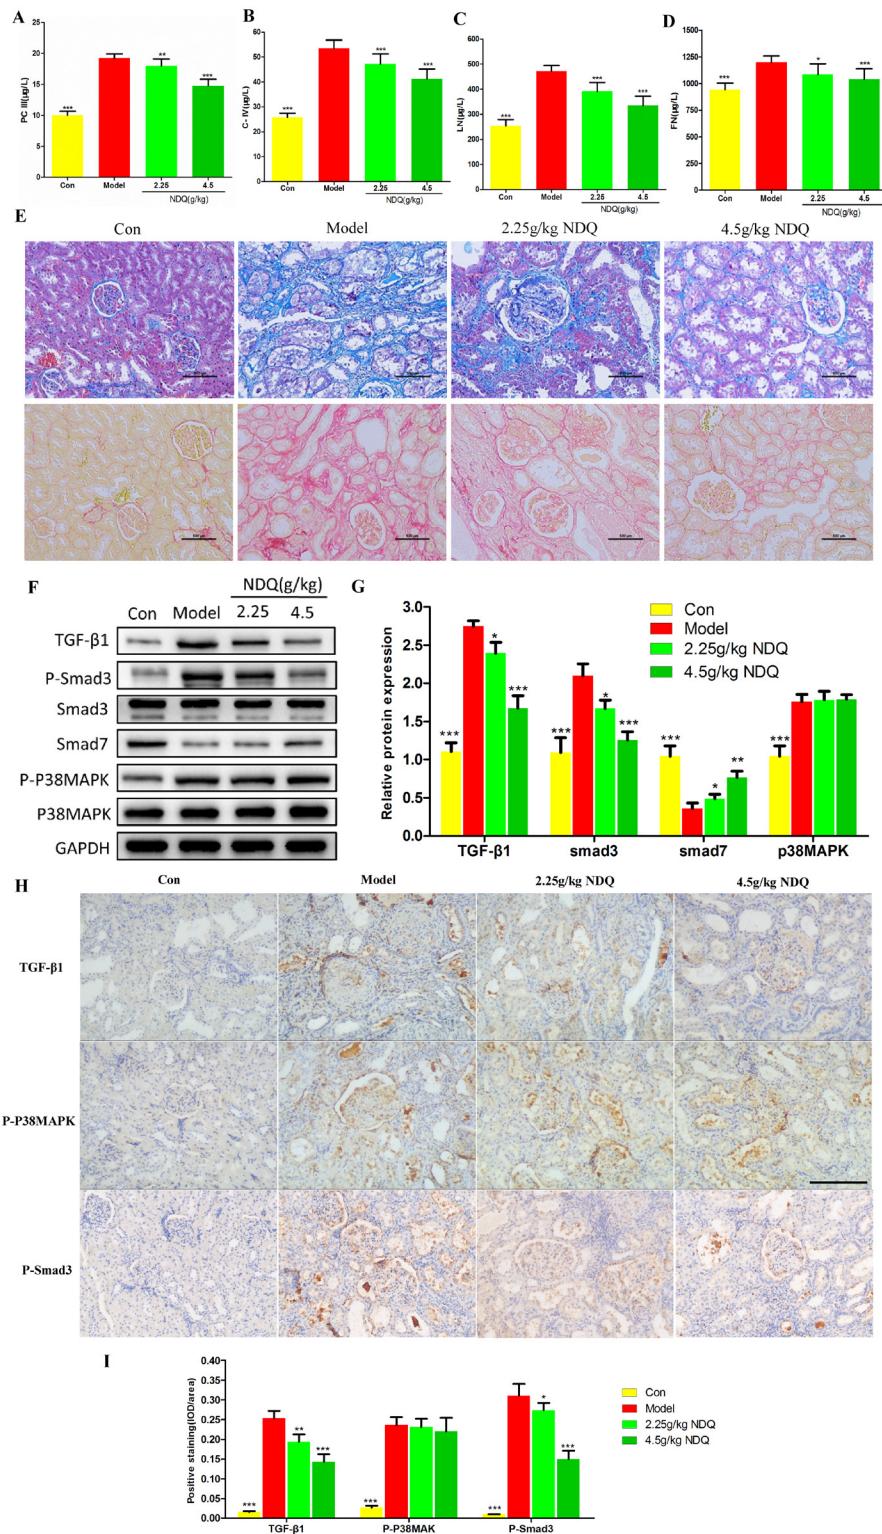 A
25
20
15
10
5
0
PC III(μg/L)
***
**
***
Con
Model
2.25
4.5
NDQ(g/kg)
B
60
50
40
30
20
10
0
C- IV(μg/L)
***
***
***
Con
Model
2.25
4.5
NDQ(g/kg)
C
600
500
400
300
200
100
0
LN(μg/L)
***
***
***
Con
Model
2.25
4.5
NDQ(g/kg)
D
1500
1250
1000
750
500
250
0
FN(μg/L)
***
*
***
Con
Model
2.25
4.5
NDQ(g/kg)
E
Con
Model
2.25g/kg NDQ
4.5g/kg NDQ
F
NDQ(g/kg)
Con
Model
2.25
4.5
TGF-β1
P-Smad3
Smad3
Smad7
P-P38MAPK
P38MAPK
GAPDH
G
Relative protein expression
3.0
2.5
2.0
1.5
1.0
0.5
0.0
***
*
***
***
*
***
***
*
**
***
TGF-β1
smad3
smad7
p38MAPK
Con
Model
2.25g/kg NDQ
4.5g/kg NDQ
H
Con
Model
2.25g/kg NDQ
4.5g/kg NDQ
TGF-β1
P-P38MAPK
P-Smad3
I
Positive staining(IOD/area)
0.40
0.35
0.30
0.25
0.20
0.15
0.10
0.05
0.00
***
**
***
***
***
*
***
TGF-β1
P-P38MAK
P-Smad3
Con
Model
2.25g/kg NDQ
4.5g/kg NDQ